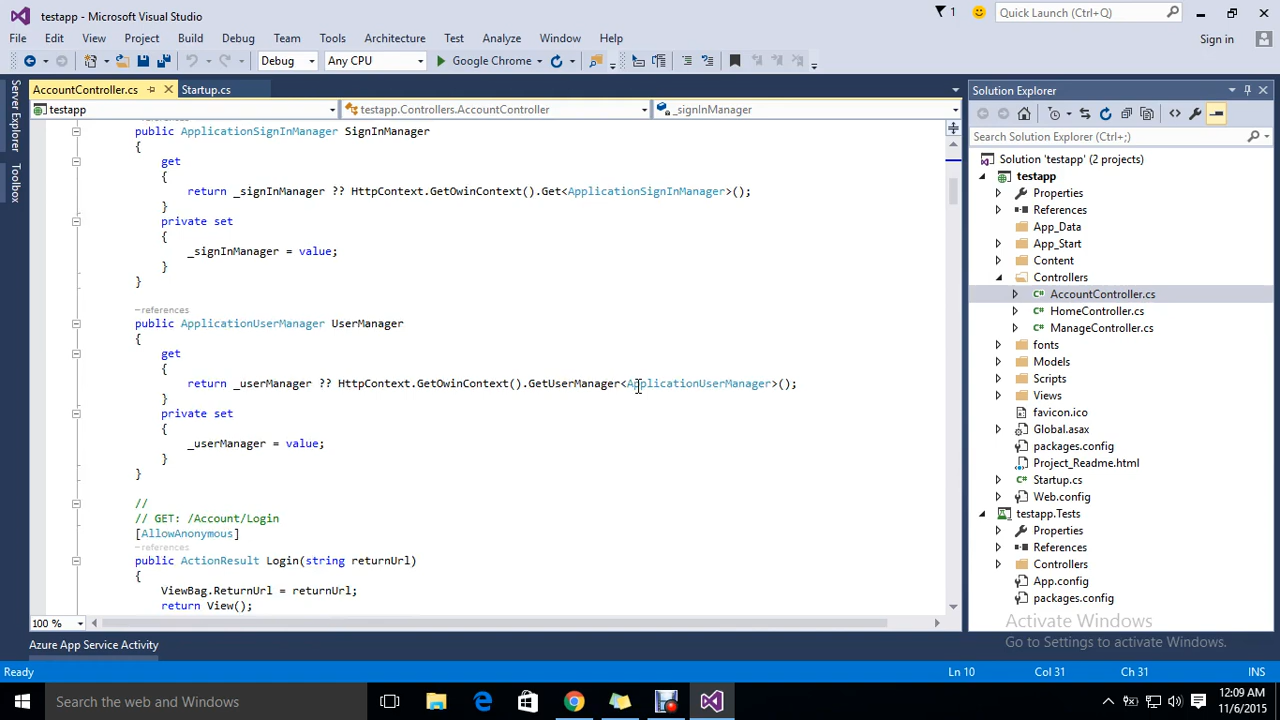 testapp - Microsoft Visual Studio
1
Quick Launch (Ctrl+Q)
File Edit View Project Build Debug Team Tools Architecture Test Analyze Window Help
Sign in
Debug Any CPU Google Chrome
AccountController.cs Startup.cs
testapp testapp.Controllers.AccountController _signInManager
Server Explorer
Toolbox
public ApplicationSignInManager SignInManager
{
get
{
return _signInManager ?? HttpContext.GetOwinContext().Get<ApplicationSignInManager>();
}
private set
{
_signInManager = value;
}
}
- references
public ApplicationUserManager UserManager
{
get
{
return _userManager ?? HttpContext.GetOwinContext().GetUserManager<ApplicationUserManager>();
}
private set
{
_userManager = value;
}
}
//
// GET: /Account/Login
[AllowAnonymous]
- references
public ActionResult Login(string returnUrl)
{
ViewBag.ReturnUrl = returnUrl;
return View();
100 %
Solution Explorer
Search Solution Explorer (Ctrl+;)
Solution 'testapp' (2 projects)
testapp
Properties
References
App_Data
App_Start
Content
Controllers
AccountController.cs
HomeController.cs
ManageController.cs
fonts
Models
Scripts
Views
favicon.ico
Global.asax
packages.config
Project_Readme.html
Startup.cs
Web.config
testapp.Tests
Properties
References
Controllers
App.config
packages.config
Activate Windows
Go to Settings to activate Windows.
Azure App Service Activity
Ready Ln 10 Col 31 Ch 31 INS
Search the web and Windows
12:09 AM
11/6/2015